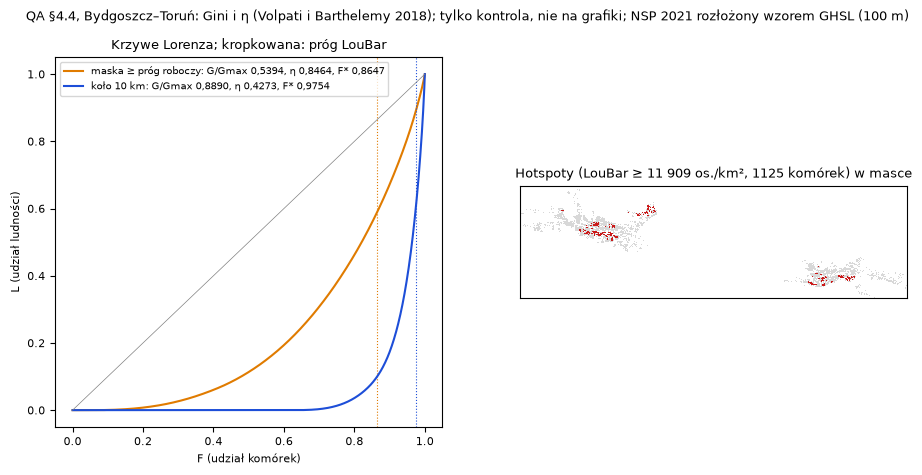 QA §4.4, Bydgoszcz–Toruń: Gini i η (Volpati i Barthelemy 2018); tylko kontrola, nie na grafiki; NSP 2021 rozłożony wzorem GHSL (100 m)
Krzywe Lorenza; kropkowana: próg LouBar
maska ≥ próg roboczy: G/Gmax 0,5394, η 0,8464, F* 0,8647
koło 10 km: G/Gmax 0,8890, η 0,4273, F* 0,9754
1.0
0.8
0.6
0.4
0.2
0.0
L (udział ludności)
0.0 0.2 0.4 0.6 0.8 1.0
F (udział komórek)
Hotspoty (LouBar ≥ 11 909 os./km², 1125 komórek) w masce